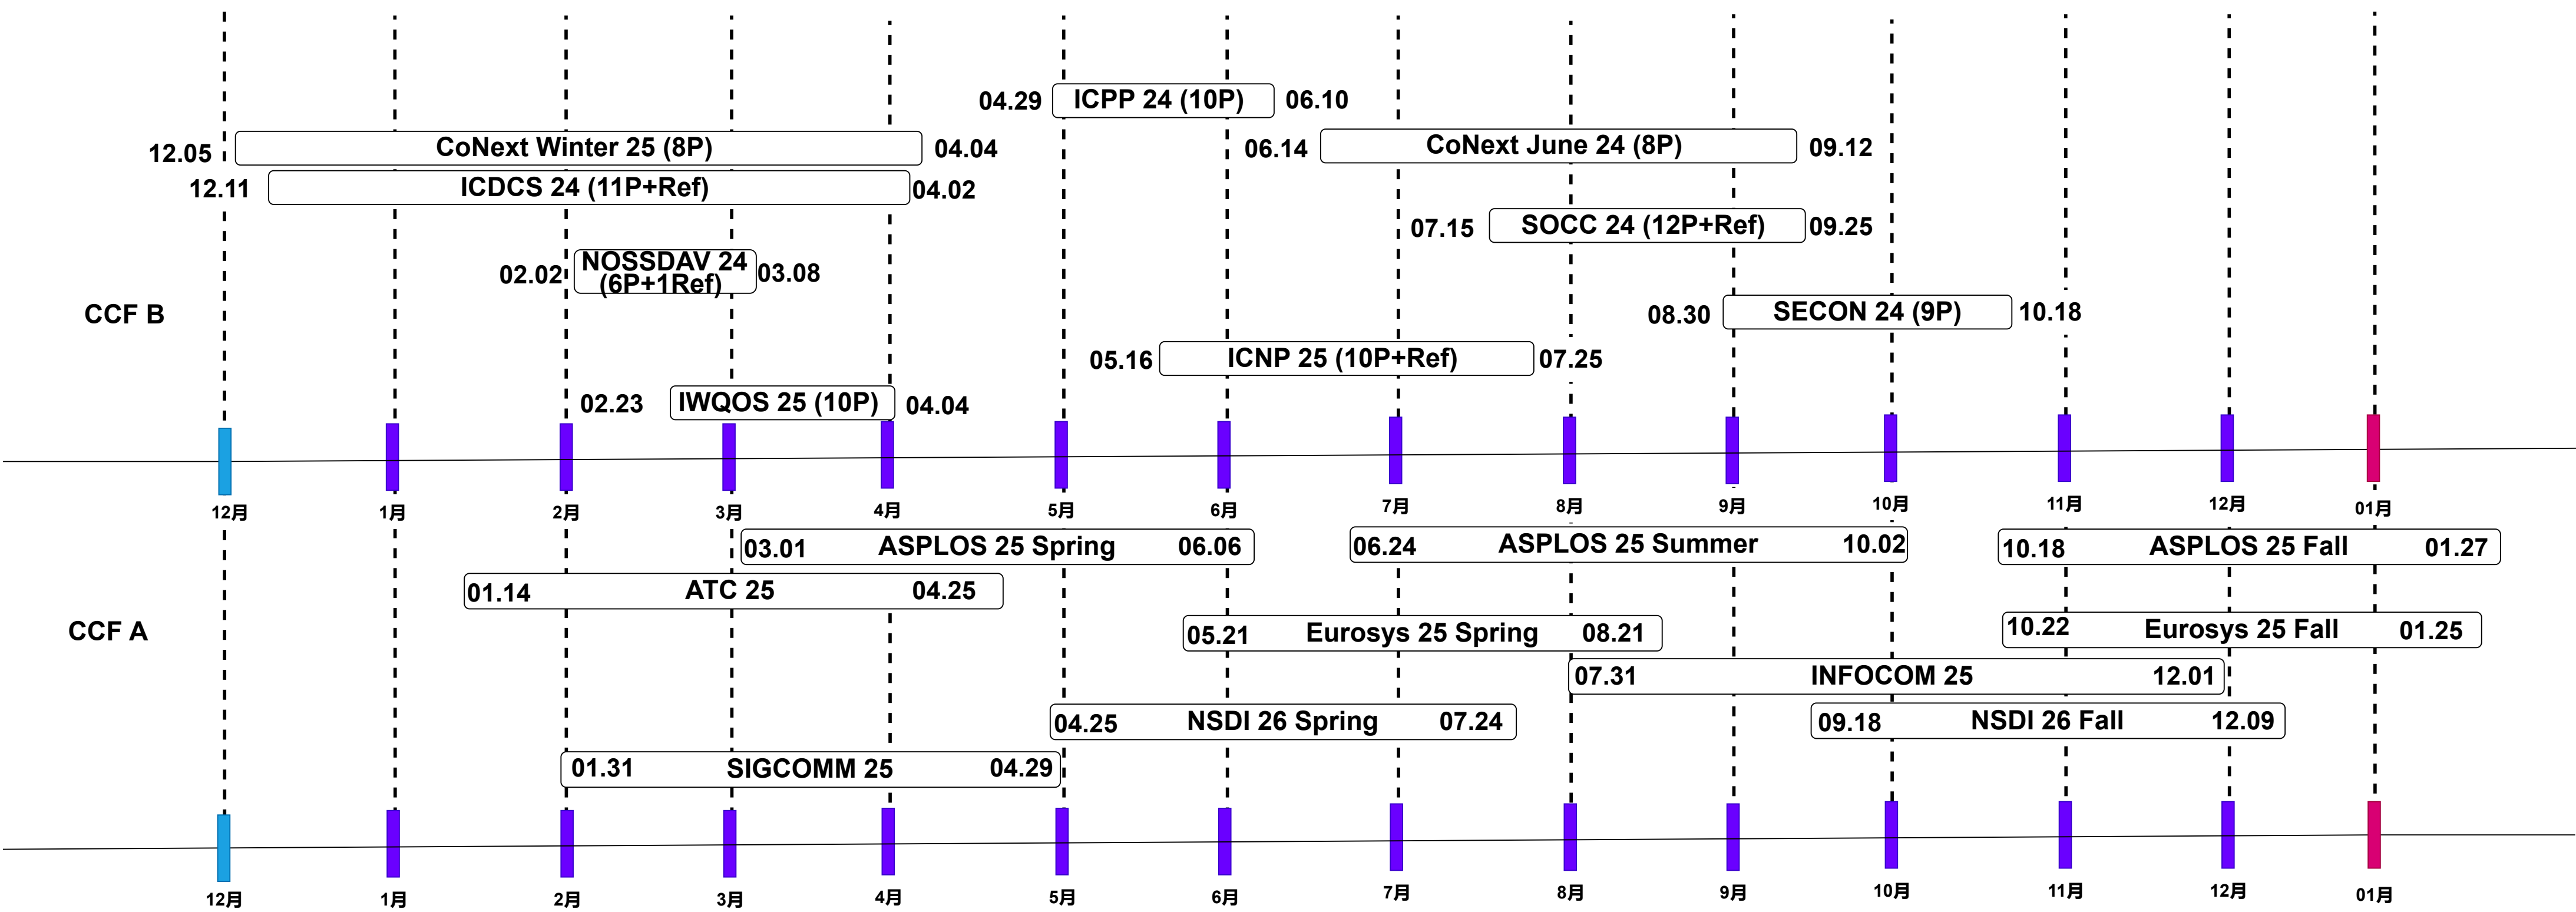 04.29 ICPP 24 (10P) 06.10
12.05 CoNext Winter 25 (8P) 04.04
06.14 CoNext June 24 (8P) 09.12
12.11 ICDCS 24 (11P+Ref) 04.02
07.15 SOCC 24 (12P+Ref) 09.25
02.02 NOSSDAV 24 03.08
(6P+1Ref)
CCF B
08.30 SECON 24 (9P) 10.18
05.16 ICNP 25 (10P+Ref) 07.25
02.23 IWQOS 25 (10P) 04.04
12月 1月 2月 3月 4月 5月 6月 7月 8月 9月 10月 11月 12月 01月
03.01 ASPLOS 25 Spring 06.06
06.24 ASPLOS 25 Summer 10.02
10.18 ASPLOS 25 Fall 01.27
01.14 ATC 25 04.25
CCF A
05.21 Eurosys 25 Spring 08.21
10.22 Eurosys 25 Fall 01.25
07.31 INFOCOM 25 12.01
04.25 NSDI 26 Spring 07.24
09.18 NSDI 26 Fall 12.09
01.31 SIGCOMM 25 04.29
12月 1月 2月 3月 4月 5月 6月 7月 8月 9月 10月 11月 12月 01月